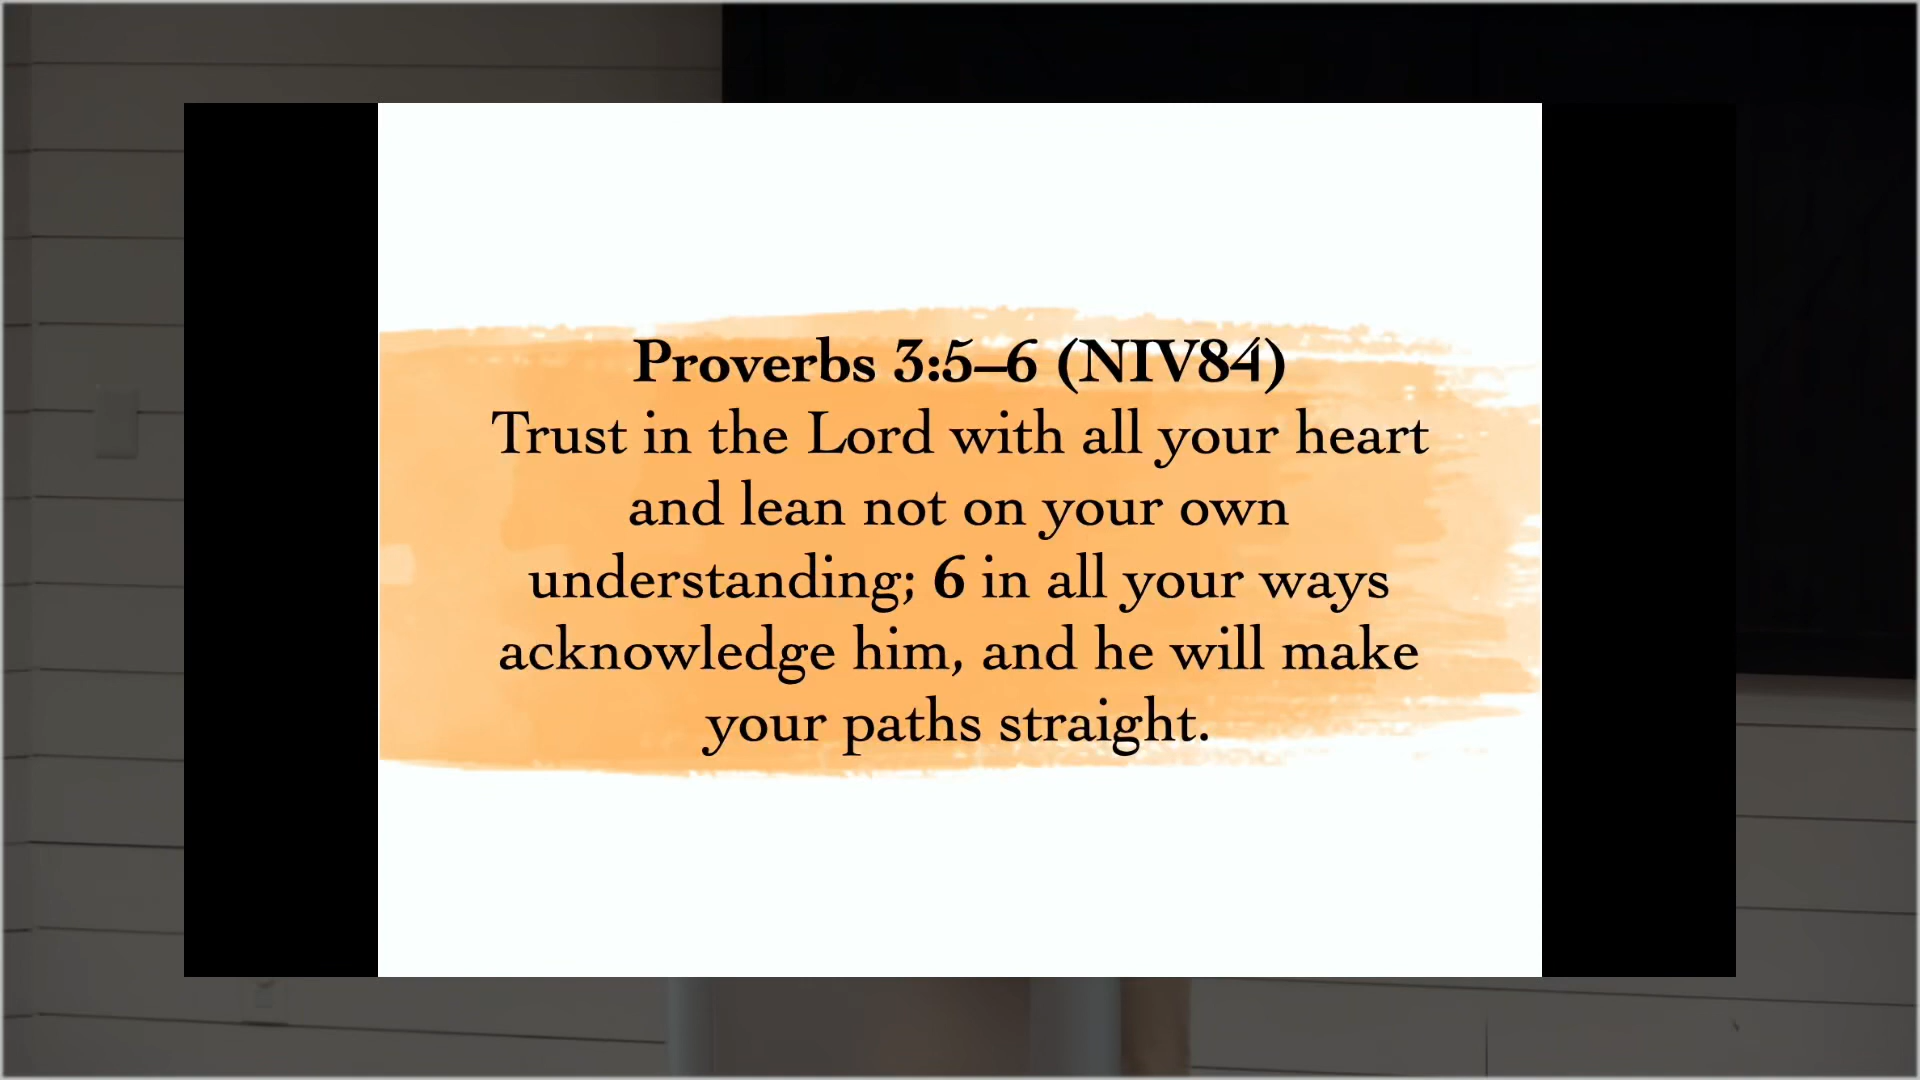 Proverbs 3:5–6 (NIV84)
Trust in the Lord with all your heart
and lean not on your own
understanding; 6 in all your ways
acknowledge him, and he will make
your paths straight.